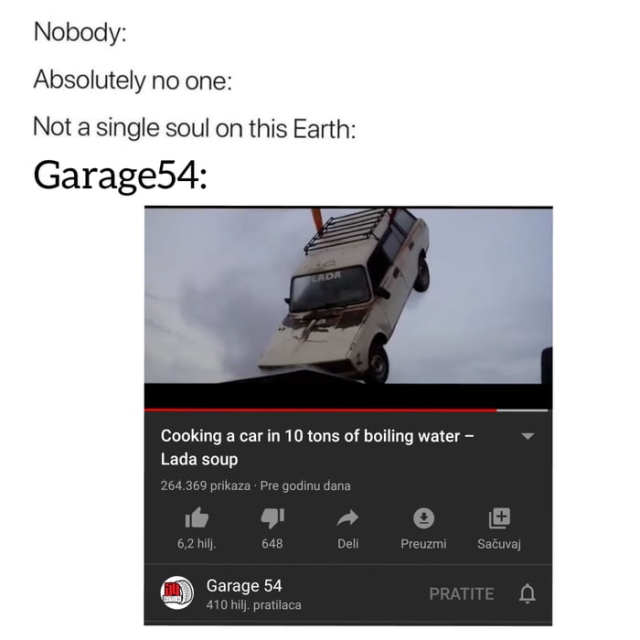 Nobody:
Absolutely no one:
Not a single soul on this Earth:
Garage54:
LADA
Cooking a car in 10 tons of boiling water –
Lada soup
264.369 prikaza · Pre godinu dana
6,2 hilj.
648
Deli
Preuzmi
Sačuvaj
Garage 54
410 hilj. pratilaca
PRATITE